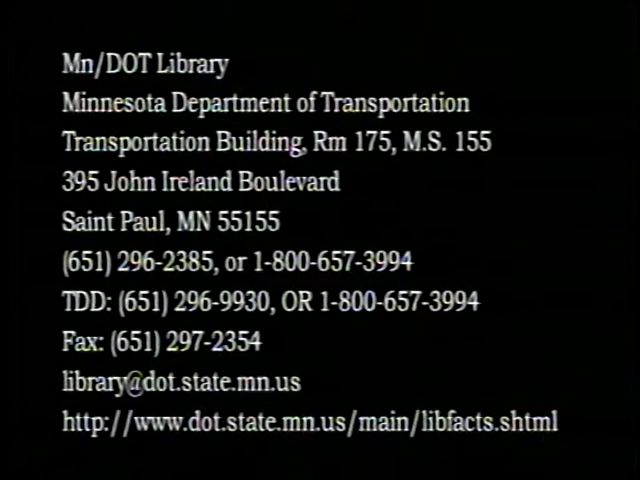 Mn/DOT Library
Minnesota Department of Transportation
Transportation Building, Rm 175, M.S. 155
395 John Ireland Boulevard
Saint Paul, MN 55155
(651) 296-2385, or 1-800-657-3994
TDD: (651) 296-9930, OR 1-800-657-3994
Fax: (651) 297-2354
library@dot.state.mn.us
http://www.dot.state.mn.us/main/libfacts.shtml